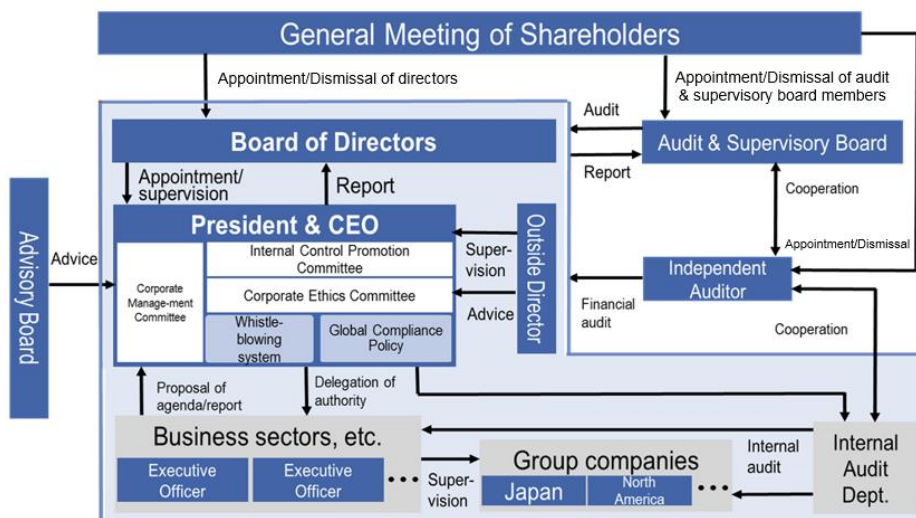 General Meeting of Shareholders
Appointment/Dismissal of directors
Appointment/Dismissal of audit
& supervisory board members
Audit
Board of Directors
Audit & Supervisory Board
Report
Appointment/
supervision
Report
Cooperation
President & CEO
Advisory Board
Advice
Corporate
Manage-ment
Committee
Internal Control Promotion
Committee
Corporate Ethics Committee
Whistle-
blowing
system
Global Compliance
Policy
Super-
vision
Advice
Outside Director
Appointment/Dismissal
Independent
Auditor
Financial
audit
Cooperation
Proposal of
agenda/report
Delegation of
authority
Business sectors, etc.
Executive
Officer
Executive
Officer
•••
Super-
vision
Group companies
Japan
North
America
•••
Internal
audit
Internal
Audit
Dept.